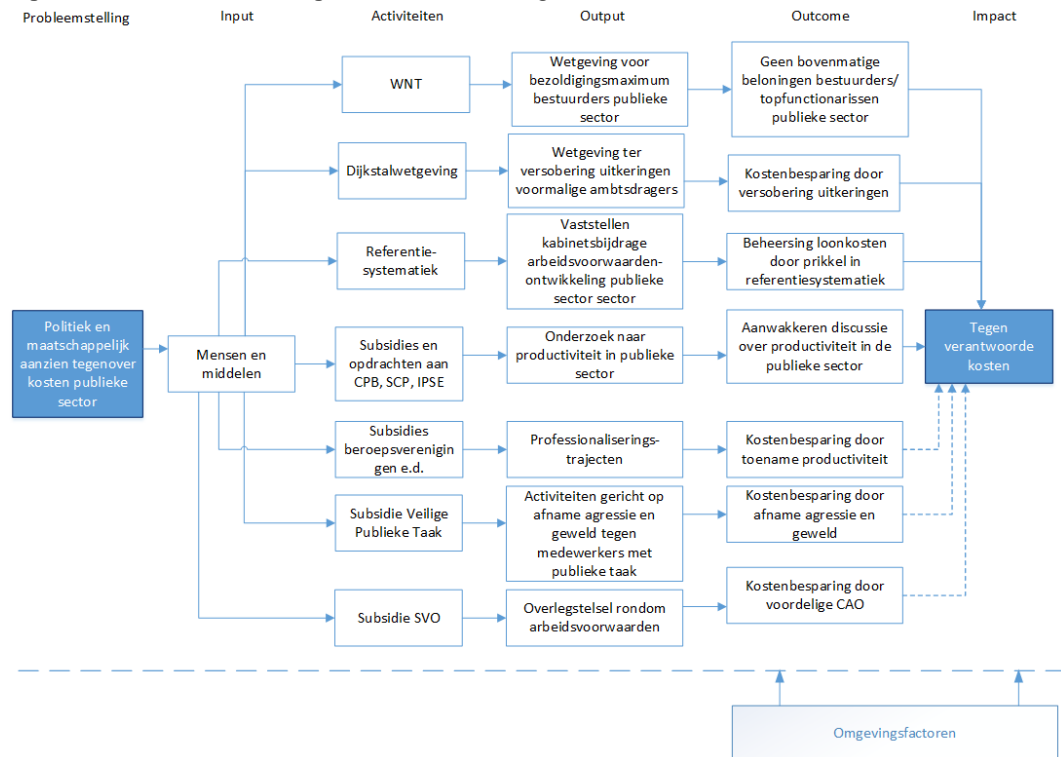 Probleemstelling
Input
Activiteiten
Output
Outcome
Impact
WNT
Wetgeving voor
bezoldigingsmaximum
bestuurders publieke
sector
Geen bovenmatige
beloningen bestuurders/
topfunctionarissen
publieke sector
Dijkstalwetgeving
Wetgeving ter
versobering uitkeringen
voormalige ambtsdragers
Kostenbesparing door
versobering uitkeringen
Referentie-
systematiek
Vaststellen
kabinetsbijdrage
arbeidsvoorwaarden-
ontwikkeling publieke
sector sector
Beheersing loonkosten
door prikkel in
referentiesystematiek
Politiek en
maatschappelijk
aanzien tegenover
kosten publieke
sector
Mensen en
middelen
Subsidies en
opdrachten aan
CPB, SCP, IPSE
Onderzoek naar
productiviteit in publieke
sector
Aanwakkeren discussie
over productiviteit in de
publieke sector
Tegen
verantwoorde
kosten
Subsidies
beroepsverenigin
gen e.d.
Professionaliserings-
trajecten
Kostenbesparing door
toename productiviteit
Subsidie Veilige
Publieke Taak
Activiteiten gericht op
afname agressie en
geweld tegen
medewerkers met
publieke taak
Kostenbesparing door
afname agressie en
geweld
Subsidie SVO
Overlegstelsel rondom
arbeidsvoorwaarden
Kostenbesparing door
voordelige CAO
Omgevingsfactoren